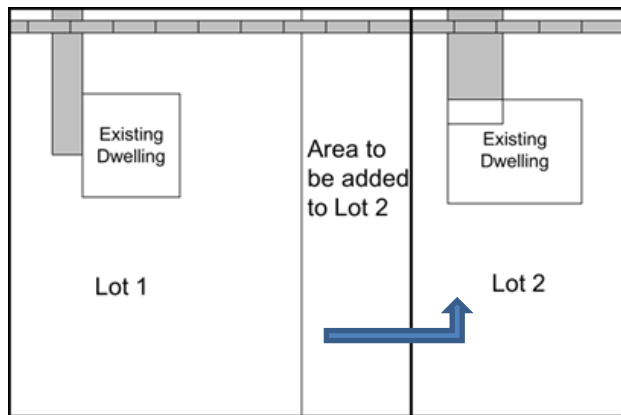 Existing
Dwelling
Area to
be added
to Lot 2
Existing
Dwelling
Lot 1
Lot 2